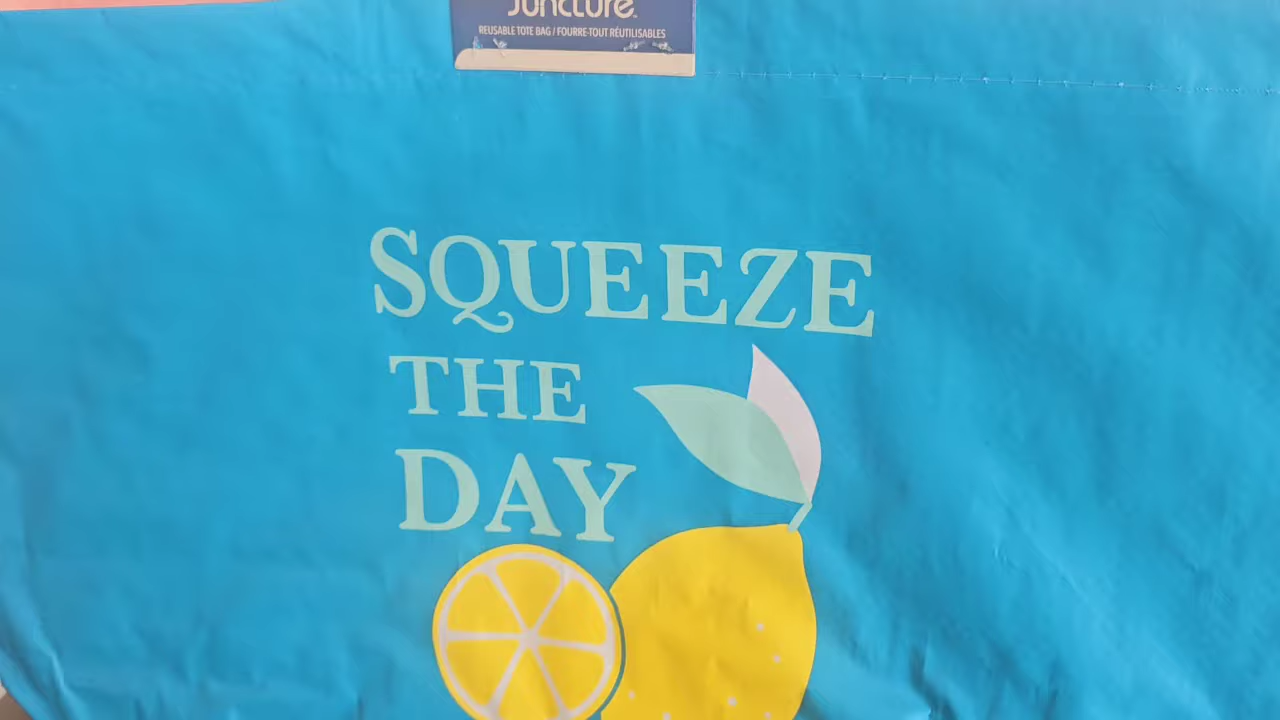 Juncture
REUSABLE TOTE BAG / FOURRE-TOUT RÉUTILISABLES
SQUEEZE
THE
DAY